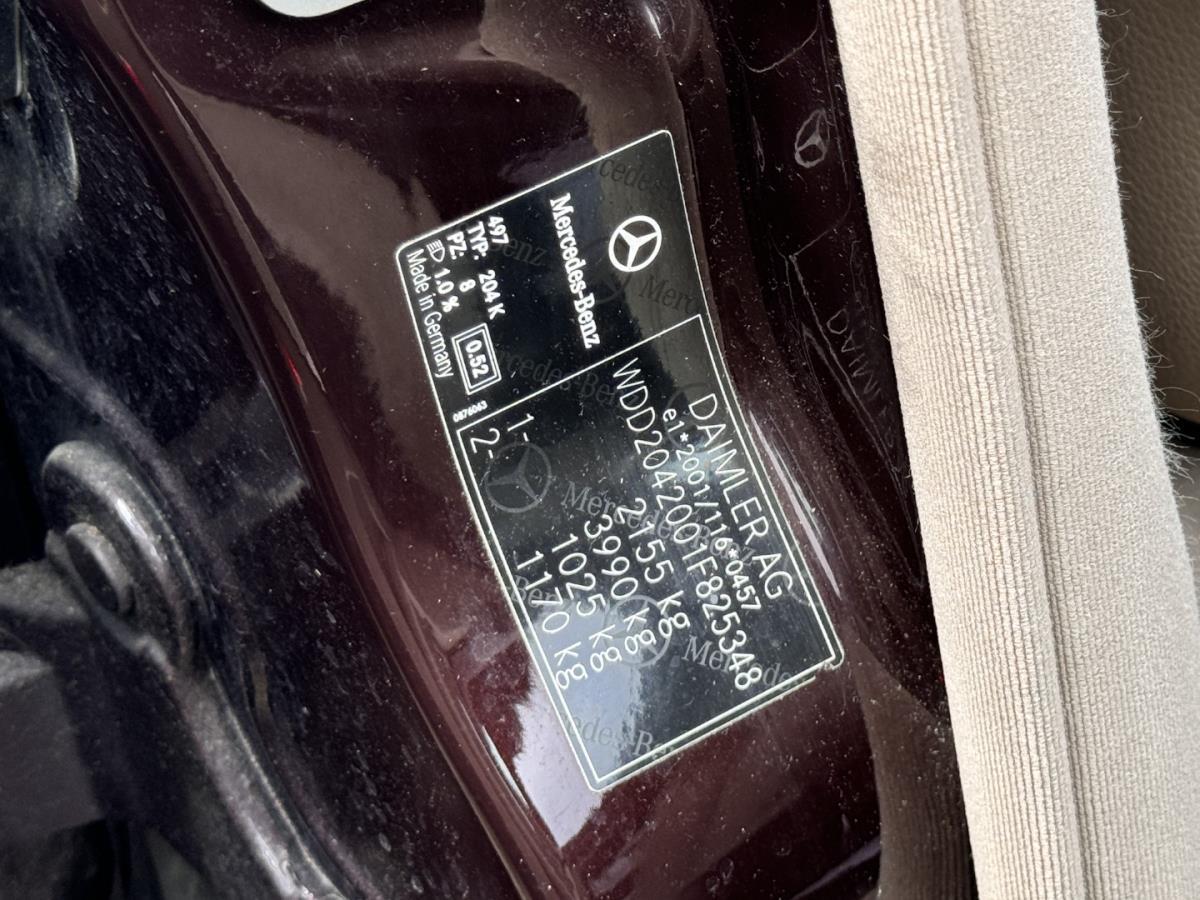 Mercedes-Benz
497
TYP: 204 K
PZ: 8
1.0 %
0.52
Made in Germany
0876063
DAIMLER AG
e1*2001/116*0457
WDD2042001F825348
2155 kg
3990 kg
1- 1025 kg
2- 1170 kg